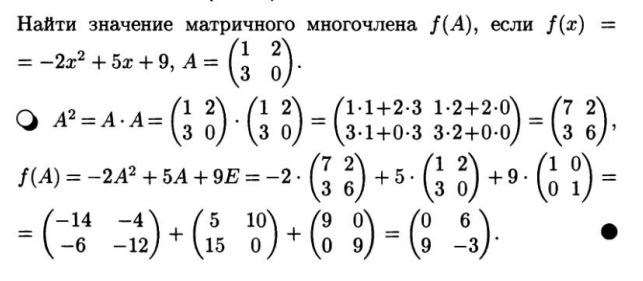 Найти значение матричного многочлена f(A), если f(x) =
= −2x² + 5x + 9, A = (1 2; 3 0).
A² = A · A = (1 2; 3 0) · (1 2; 3 0) = (1·1+2·3 1·2+2·0; 3·1+0·3 3·2+0·0) = (7 2; 3 6),
f(A) = −2A² + 5A + 9E = −2 · (7 2; 3 6) + 5 · (1 2; 3 0) + 9 · (1 0; 0 1) =
= (−14 −4; −6 −12) + (5 10; 15 0) + (9 0; 0 9) = (0 6; 9 −3).